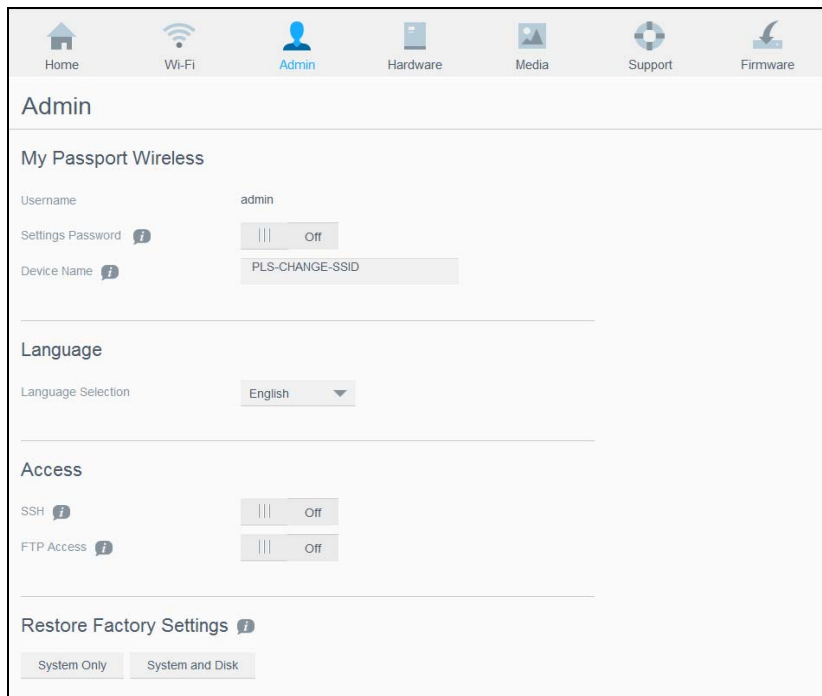 Home Wi-Fi Admin Hardware Media Support Firmware
Admin
My Passport Wireless
Username admin
Settings Password i Off
Device Name i PLS-CHANGE-SSID
Language
Language Selection English
Access
SSH i Off
FTP Access i Off
Restore Factory Settings i
System Only System and Disk